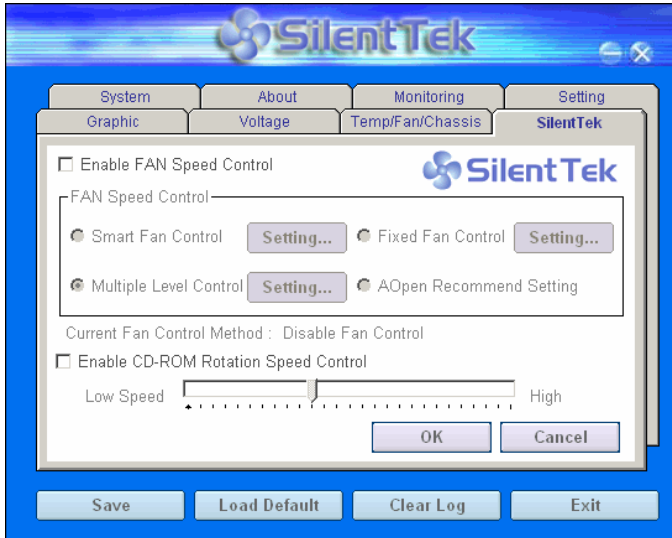 SilentTek
System About Monitoring Setting
Graphic Voltage Temp/Fan/Chassis SilentTek
Enable FAN Speed Control
SilentTek
FAN Speed Control
Smart Fan Control Setting... Fixed Fan Control Setting...
Multiple Level Control Setting... AOpen Recommend Setting
Current Fan Control Method : Disable Fan Control
Enable CD-ROM Rotation Speed Control
Low Speed High
OK Cancel
Save Load Default Clear Log Exit